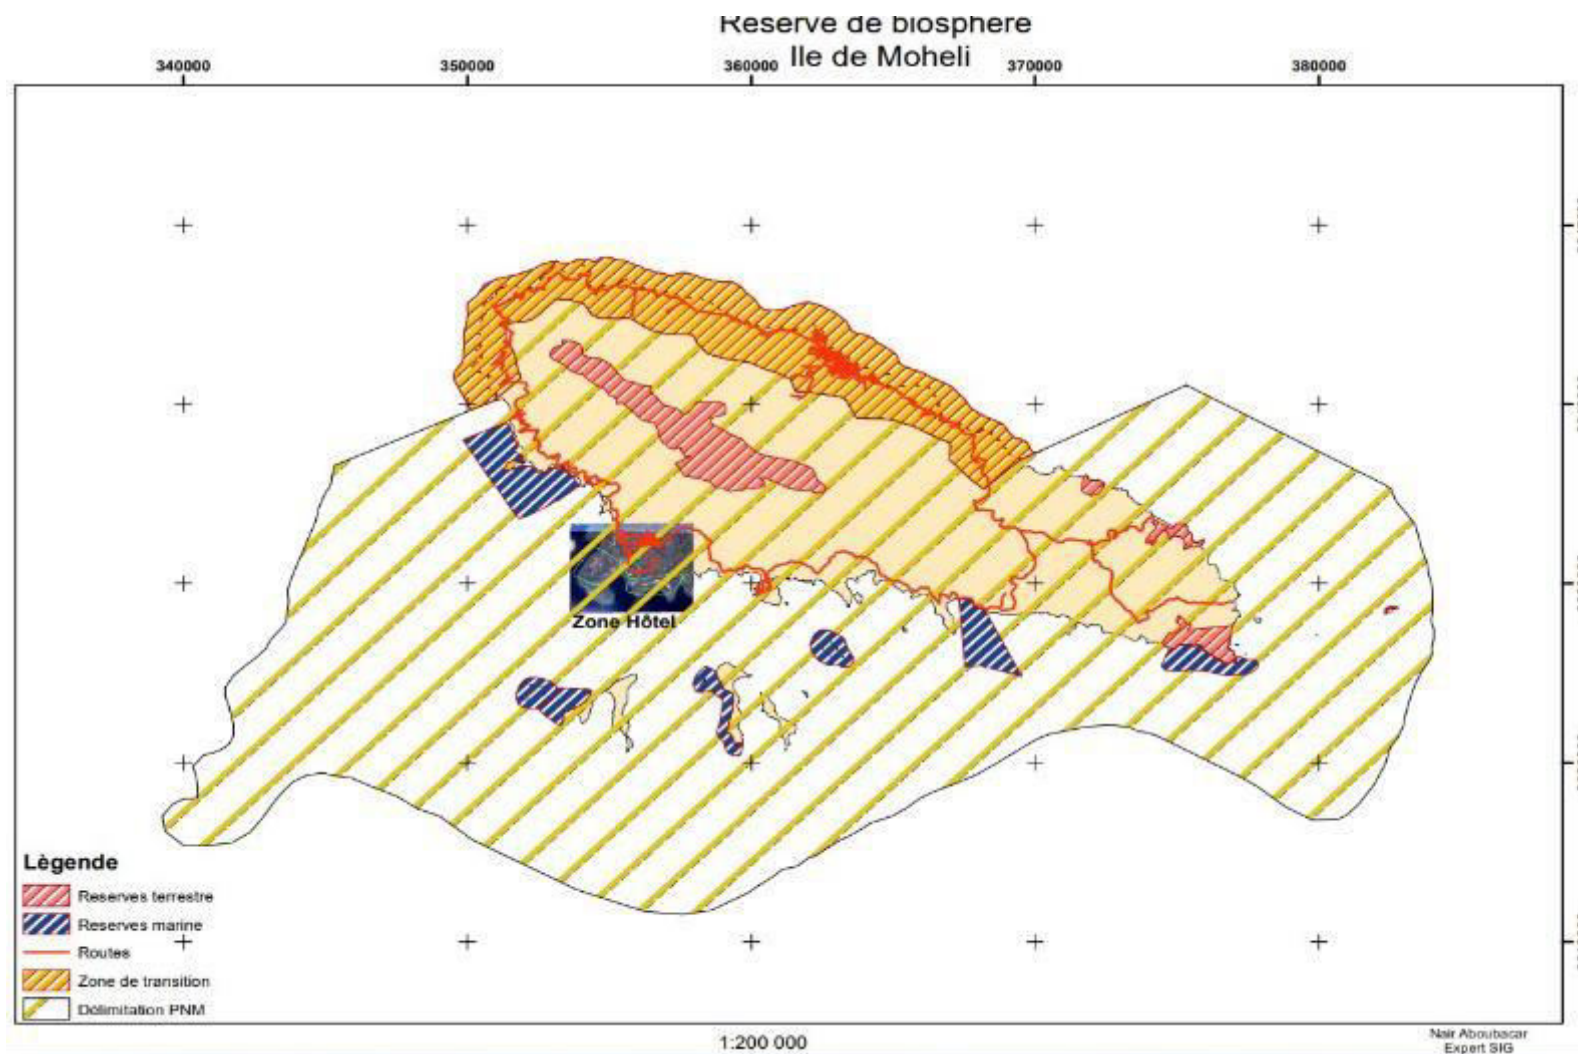 Reserve de biosphere
Ile de Moheli
340000
350000
360000
370000
380000
Zone Hôtel
Lègende
Reserves terrestre
Reserves marine
Routes
Zone de transition
Délimitation PNM
1:200 000
Nair Aboubacar
Expert SIG